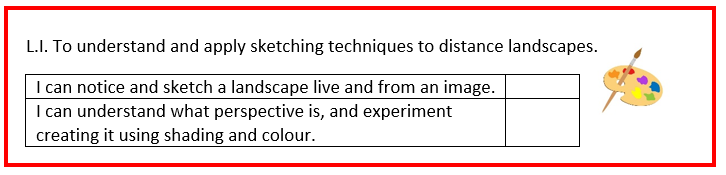 L.I. To understand and apply sketching techniques to distance landscapes.
I can notice and sketch a landscape live and from an image.
I can understand what perspective is, and experiment
creating it using shading and colour.